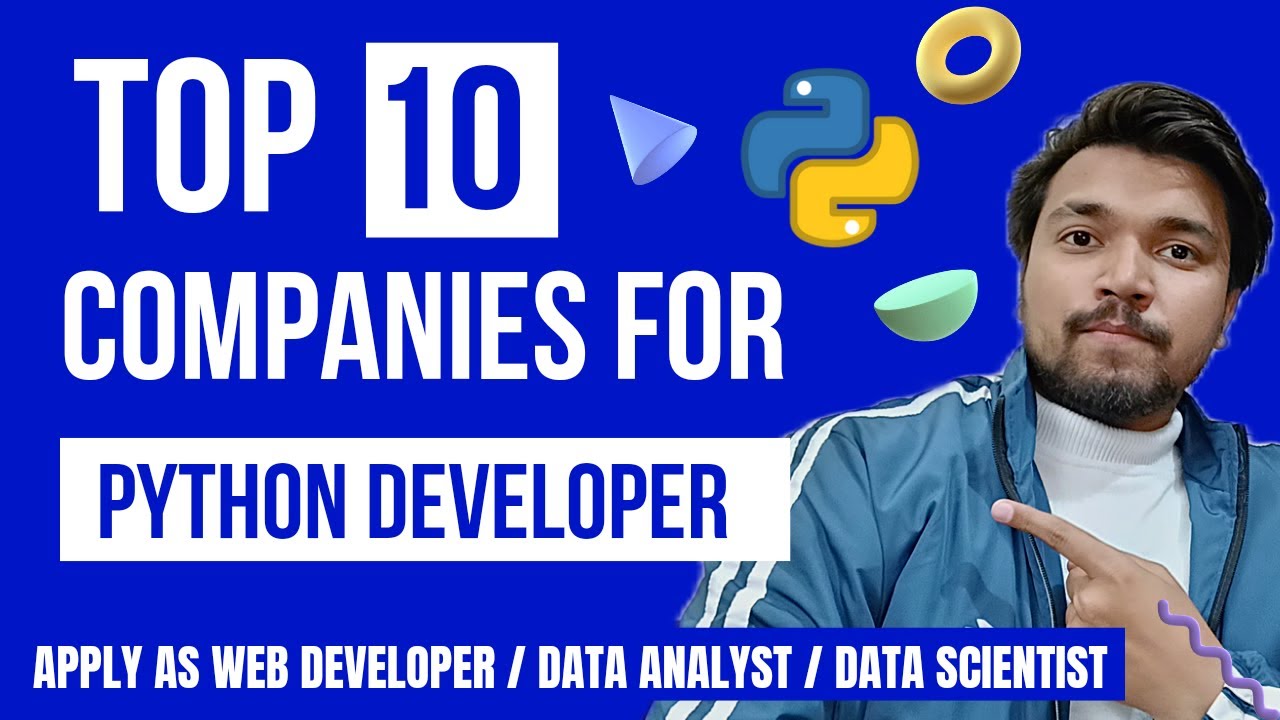 TOP 10
COMPANIES FOR
PYTHON DEVELOPER
APPLY AS WEB DEVELOPER / DATA ANALYST / DATA SCIENTIST